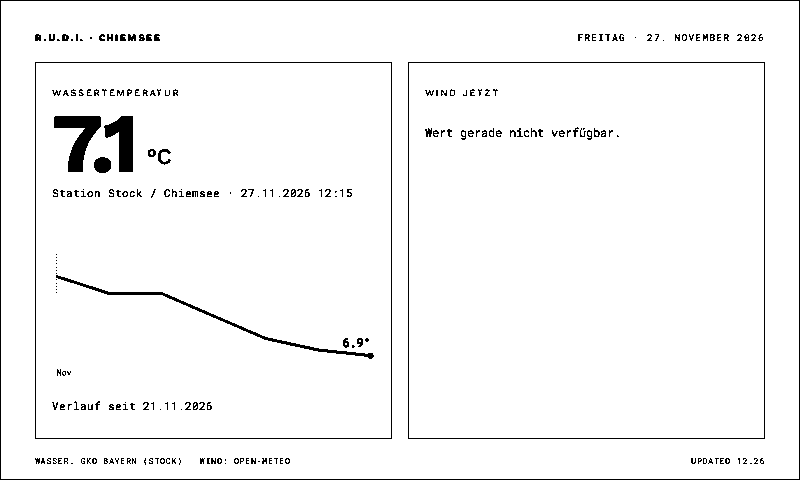 R.U.D.I. · CHIEMSEE
FREITAG · 27. NOVEMBER 2026
WASSERTEMPERATUR
7.1 °C
Station Stock / Chiemsee · 27.11.2026 12:15
6.9°
Nov
Verlauf seit 21.11.2026
WIND JETZT
Wert gerade nicht verfügbar.
WASSER: GKD BAYERN (STOCK) WIND: OPEN-METEO
UPDATED 12:26